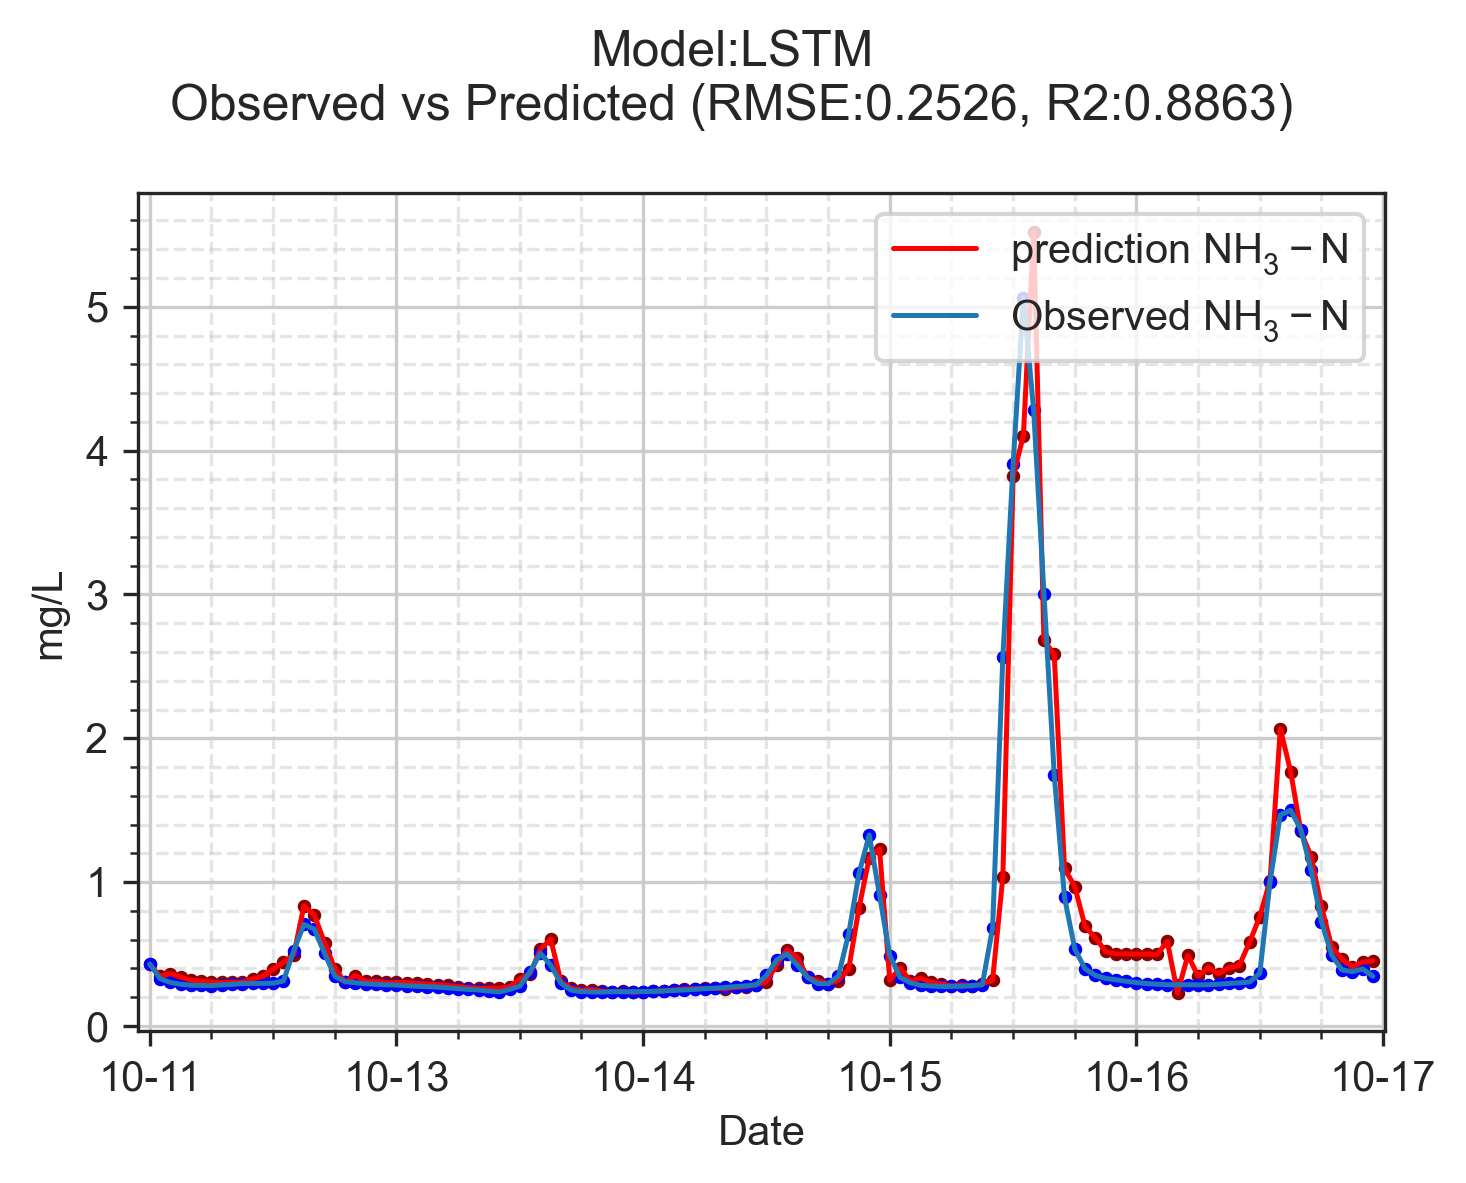 Model:LSTM
Observed vs Predicted (RMSE:0.2526, R2:0.8863)
prediction NH₃ − N
Observed NH₃ − N
5
4
3
2
1
0
mg/L
10-11 10-13 10-14 10-15 10-16 10-17
Date